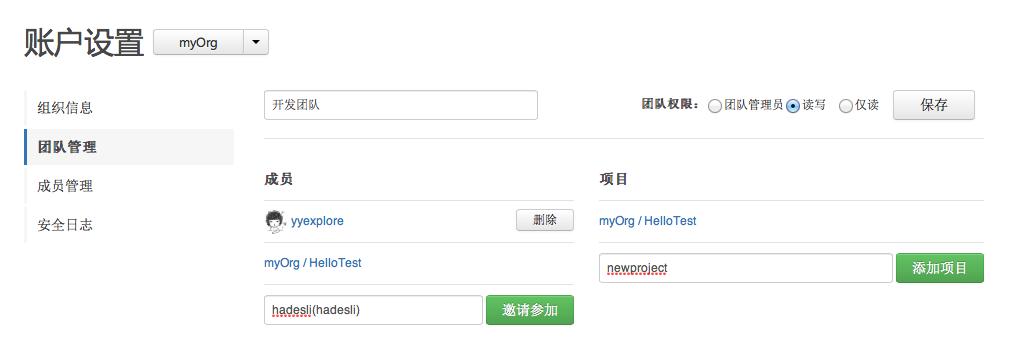 账户设置 myOrg
组织信息
团队管理
成员管理
安全日志
开发团队
团队权限： 团队管理员 读写 仅读 保存
成员
yyexplore 删除
myOrg / HelloTest
hadesli(hadesli) 邀请参加
项目
myOrg / HelloTest
newproject 添加项目